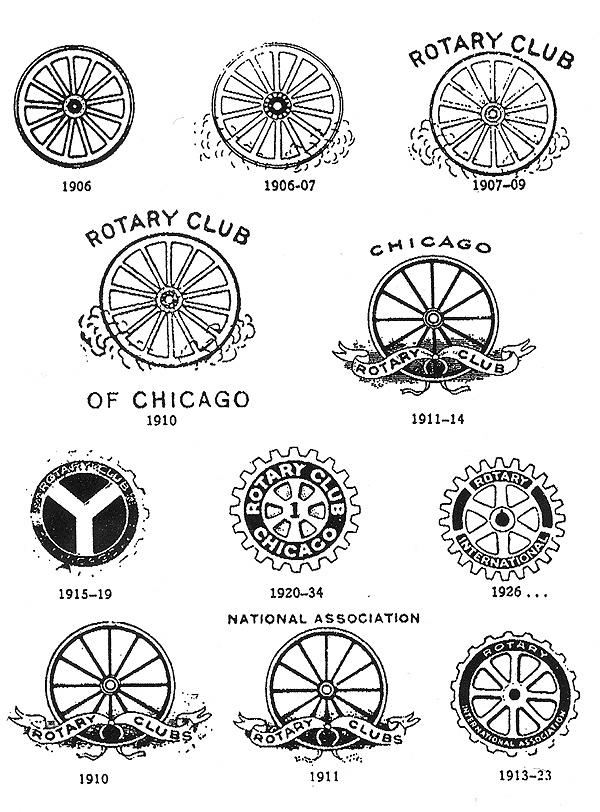 ROTARY CLUB
1906
1906-07
1907-09
ROTARY CLUB
OF CHICAGO
1910
CHICAGO
ROTARY CLUB
1911-14
ROTARY CLUB
Y
1915-19
ROTARY CLUB
1
CHICAGO
1920-34
ROTARY
INTERNATIONAL
1926 ...
ROTARY CLUBS
1910
NATIONAL ASSOCIATION
ROTARY CLUBS
1911
ROTARY
INTERNATIONAL ASSOCIATION
1913-23